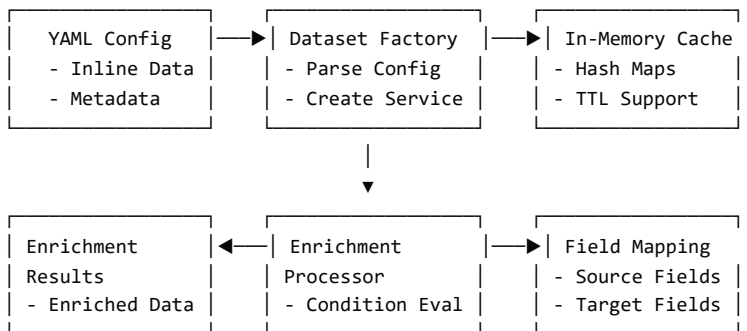 YAML Config
- Inline Data
- Metadata
Dataset Factory
- Parse Config
- Create Service
In-Memory Cache
- Hash Maps
- TTL Support
Enrichment
Results
- Enriched Data
Enrichment
Processor
- Condition Eval
Field Mapping
- Source Fields
- Target Fields